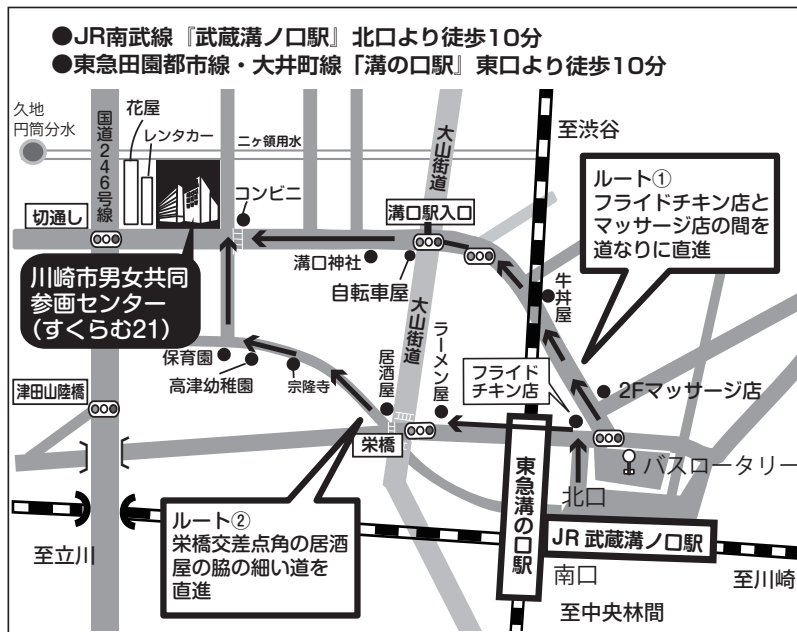 ●JR南武線『武蔵溝ノ口駅』北口より徒歩10分
●東急田園都市線・大井町線「溝の口駅』東口より徒歩10分
久地
円筒分水
国道246号線
花屋
レンタカー
二ヶ領用水
大山街道
至渋谷
ルート①
フライドチキン店と
マッサージ店の間を
道なりに直進
コンビニ
切通し
溝口駅入口
溝口神社
自転車屋
牛丼屋
川崎市男女共同
参画センター
(すくらむ21)
大山街道
ラーメン屋
居酒屋
保育園
高津幼稚園
宗隆寺
フライド
チキン店
2Fマッサージ店
津田山陸橋
栄橋
バスロータリー
北口
東急溝の口駅
ルート②
栄橋交差点角の居酒
屋の脇の細い道を
直進
JR 武蔵溝ノ口駅
至立川
南口
至川崎
至中央林間